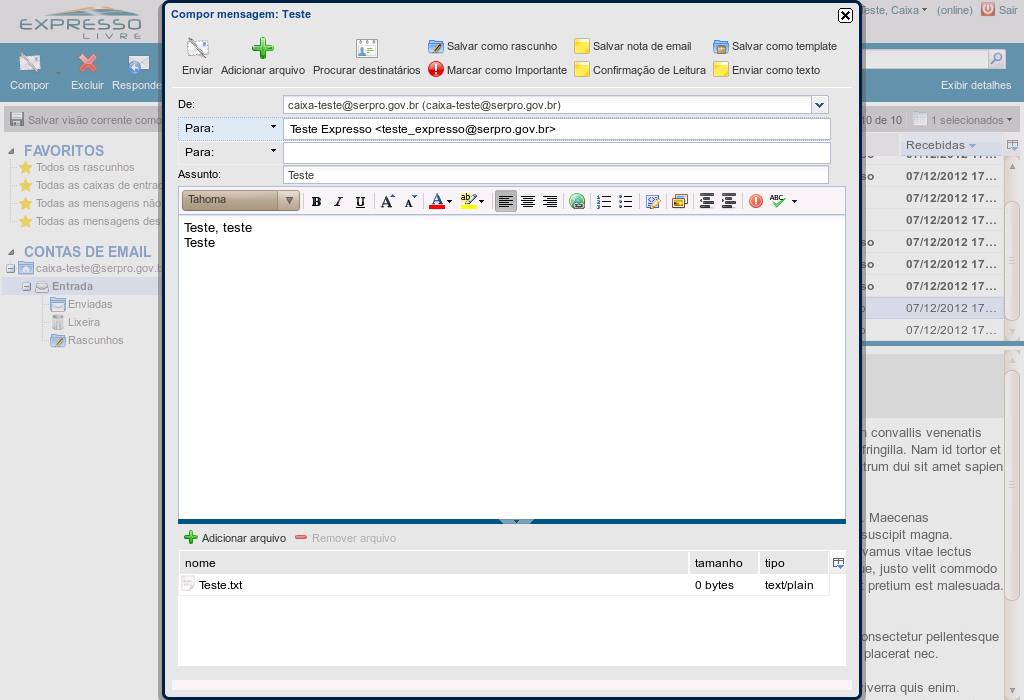 EXPRESSO
LIVRE
Teste, Caixa
(online)
Sair
Compor
Excluir
Responde
Exibir detalhes
Salvar visão corrente como
10 de 10
1 selecionados
FAVORITOS
Todos os rascunhos
Todas as caixas de entra
Todas as mensagens não
Todas as mensagens des
CONTAS DE EMAIL
caixa-teste@serpro.gov.b
Entrada
Enviadas
Lixeira
Rascunhos
Compor mensagem: Teste
Enviar
Adicionar arquivo
Procurar destinatários
Salvar como rascunho
Salvar nota de email
Salvar como template
Marcar como Importante
Confirmação de Leitura
Enviar como texto
De:
caixa-teste@serpro.gov.br (caixa-teste@serpro.gov.br)
Para:
Teste Expresso <teste_expresso@serpro.gov.br>
Para:
Assunto:
Teste
Tahoma
B I U A A A ab ABC
Teste, teste
Teste
Adicionar arquivo
Remover arquivo
nome tamanho tipo
Teste.txt 0 bytes text/plain
Recebidas
07/12/2012 17...
so 07/12/2012 17...
07/12/2012 17...
07/12/2012 17...
so 07/12/2012 17...
so 07/12/2012 17...
so 07/12/2012 17...
07/12/2012 17...
07/12/2012 17...
convallis venenatis
fringilla. Nam id tortor et
trum dui sit amet sapien
. Maecenas
suscipit magna.
vamus vitae lectus
ue, justo velit commodo
pretium est malesuada.
onsectetur pellentesque
placerat nec.
viverra quis enim.